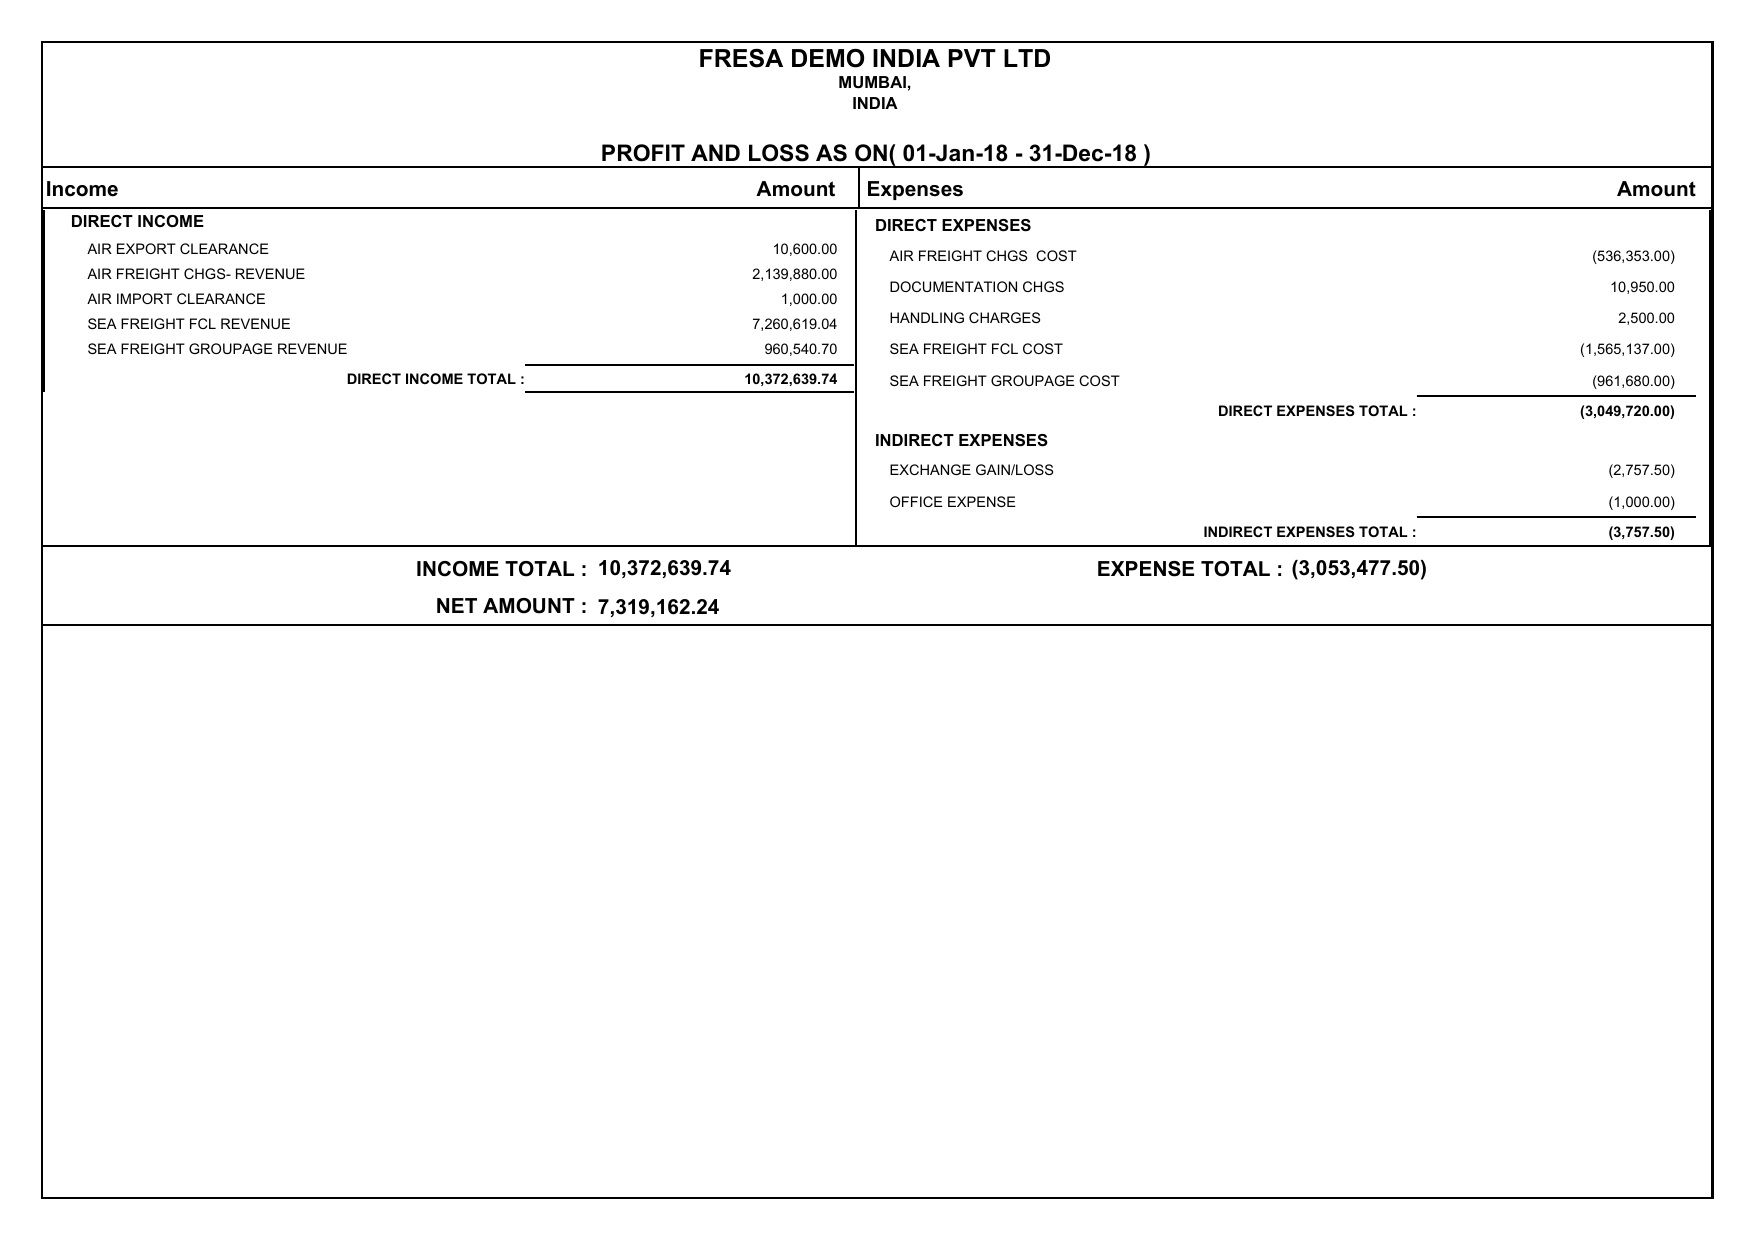 FRESA DEMO INDIA PVT LTD
MUMBAI,
INDIA
PROFIT AND LOSS AS ON( 01-Jan-18 - 31-Dec-18 )
Income Amount Expenses Amount
DIRECT INCOME
AIR EXPORT CLEARANCE 10,600.00
AIR FREIGHT CHGS- REVENUE 2,139,880.00
AIR IMPORT CLEARANCE 1,000.00
SEA FREIGHT FCL REVENUE 7,260,619.04
SEA FREIGHT GROUPAGE REVENUE 960,540.70
DIRECT INCOME TOTAL : 10,372,639.74
DIRECT EXPENSES
AIR FREIGHT CHGS  COST (536,353.00)
DOCUMENTATION CHGS 10,950.00
HANDLING CHARGES 2,500.00
SEA FREIGHT FCL COST (1,565,137.00)
SEA FREIGHT GROUPAGE COST (961,680.00)
DIRECT EXPENSES TOTAL : (3,049,720.00)
INDIRECT EXPENSES
EXCHANGE GAIN/LOSS (2,757.50)
OFFICE EXPENSE (1,000.00)
INDIRECT EXPENSES TOTAL : (3,757.50)
INCOME TOTAL : 10,372,639.74 EXPENSE TOTAL : (3,053,477.50)
NET AMOUNT : 7,319,162.24